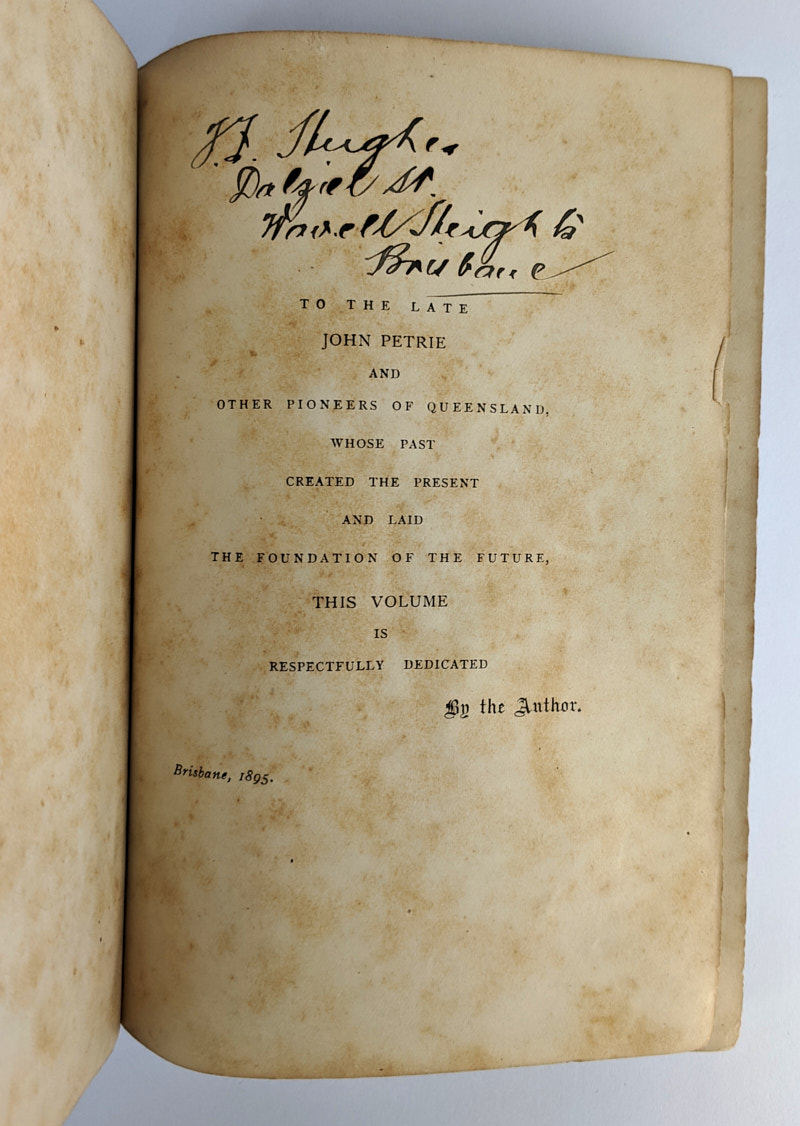 J.F. Hughes
Dalziel St.
Wavell Heights
Brisbane
TO THE LATE
JOHN PETRIE
AND
OTHER PIONEERS OF QUEENSLAND,
WHOSE PAST
CREATED THE PRESENT
AND LAID
THE FOUNDATION OF THE FUTURE,
THIS VOLUME
IS
RESPECTFULLY DEDICATED
By the Author.
Brisbane, 1895.